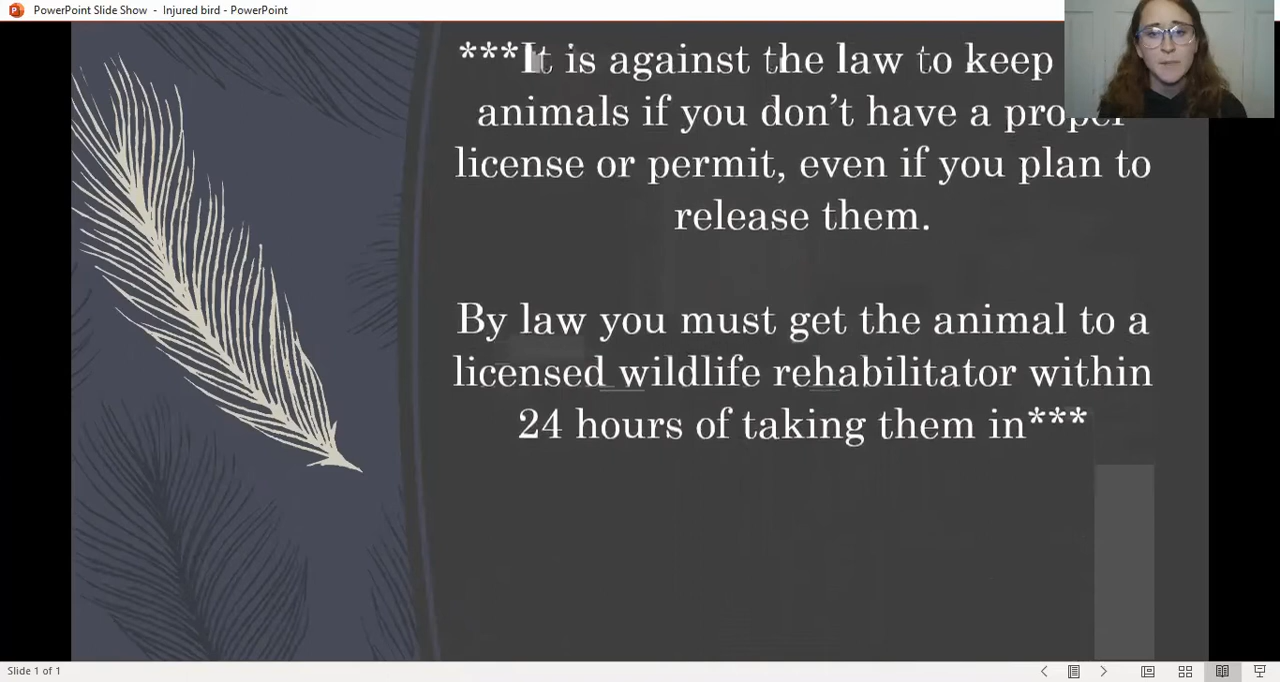 PowerPoint Slide Show - Injured bird - PowerPoint
***It is against the law to keep
animals if you don’t have a proper
license or permit, even if you plan to
release them.
By law you must get the animal to a
licensed wildlife rehabilitator within
24 hours of taking them in***
Slide 1 of 1